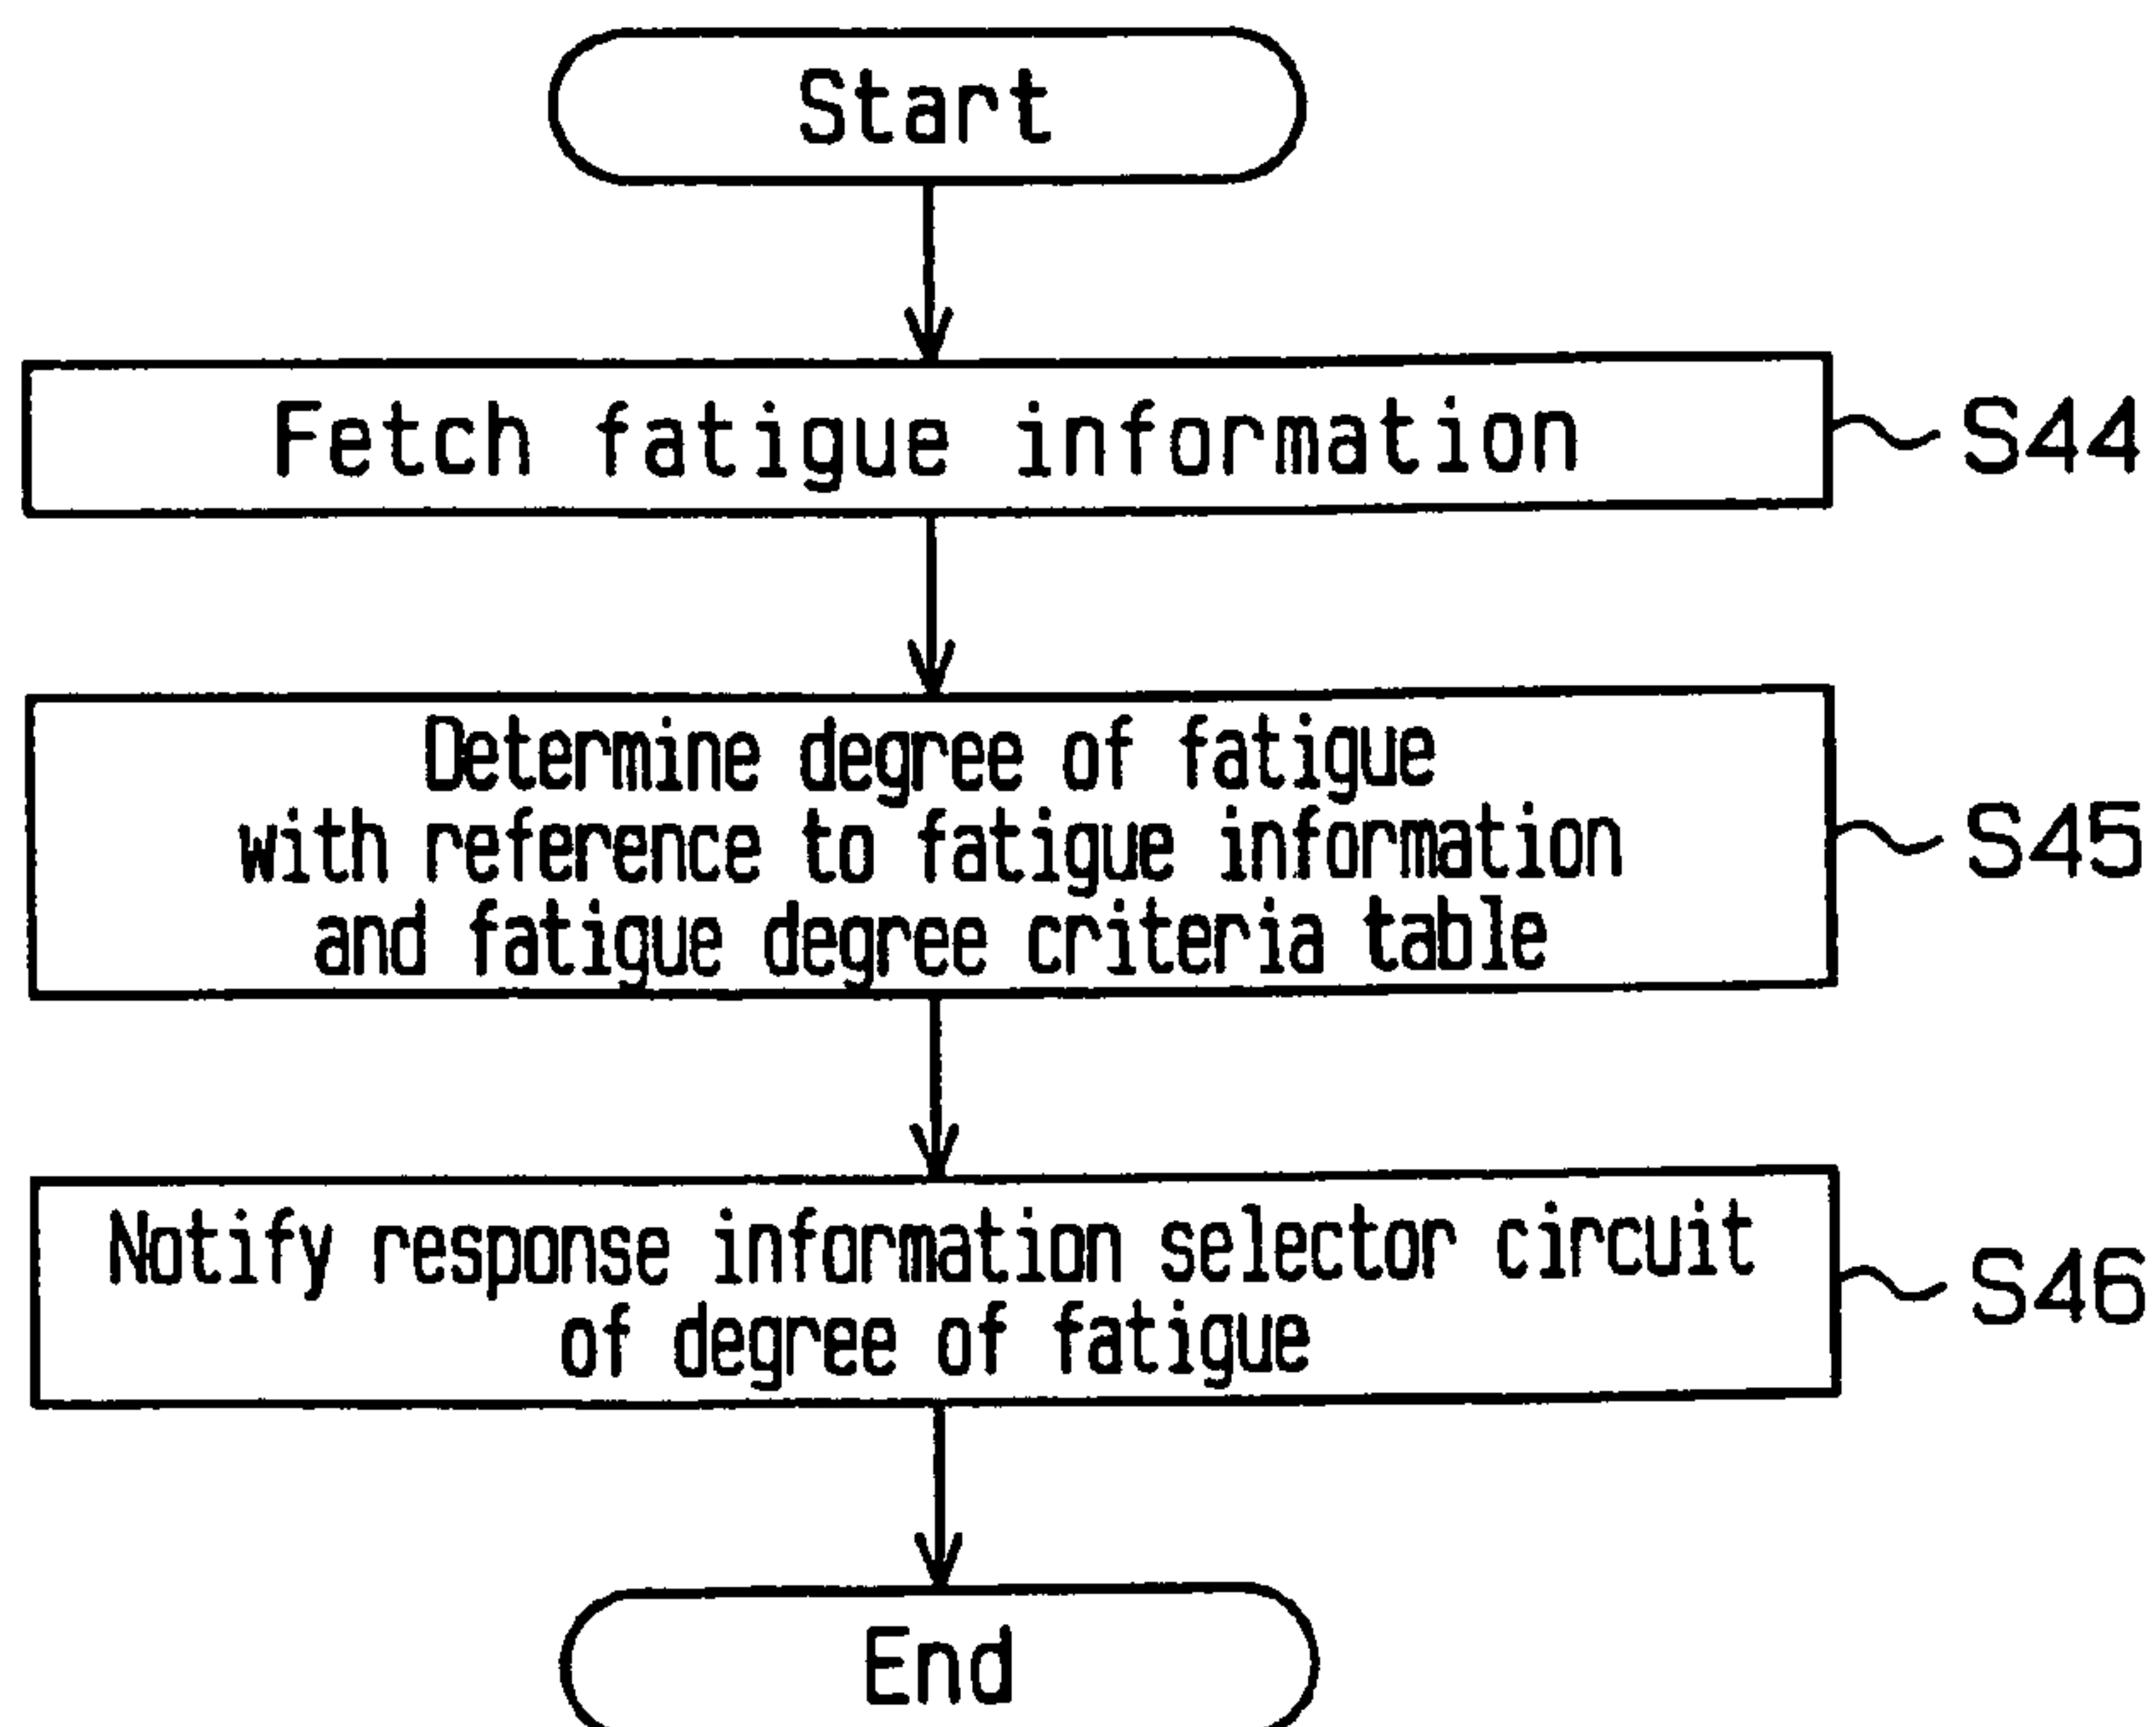 Start
Fetch fatigue information
S44
Determine degree of fatigue
with reference to fatigue information
and fatigue degree criteria table
S45
Notify response information selector circuit
of degree of fatigue
S46
End